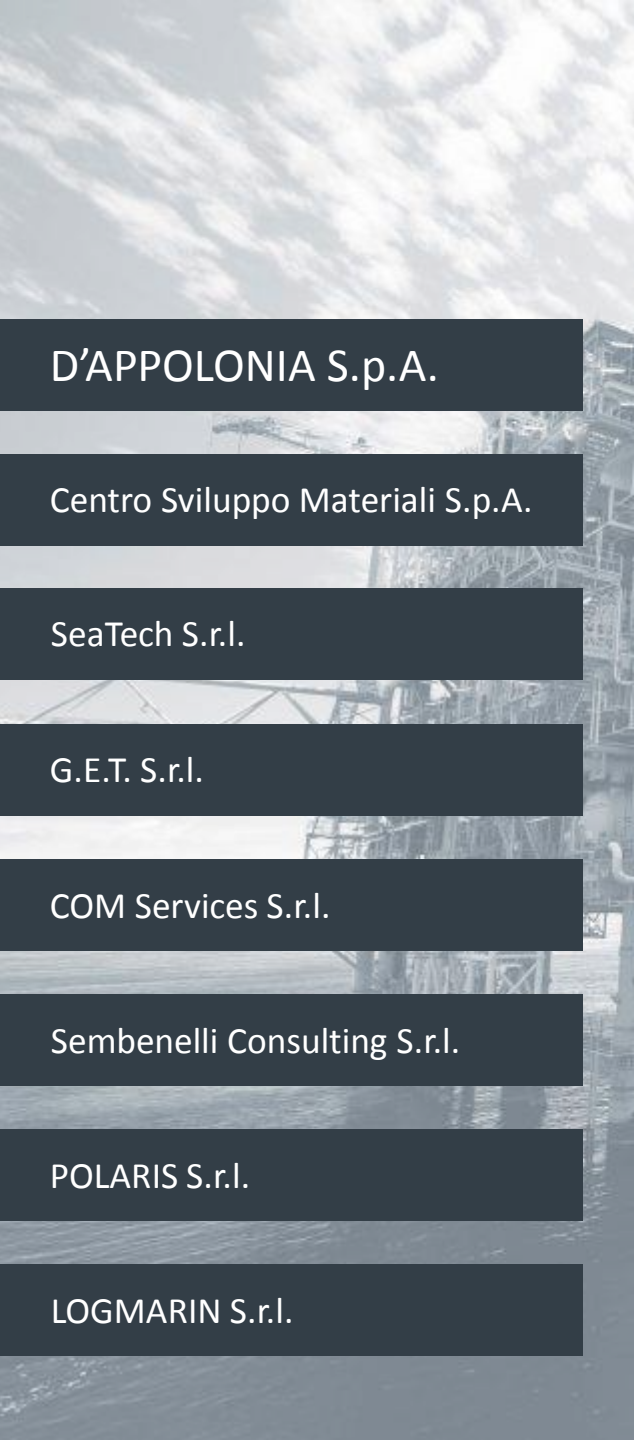 D’APPOLONIA S.p.A.
Centro Sviluppo Materiali S.p.A.
SeaTech S.r.l.
G.E.T. S.r.l.
COM Services S.r.l.
Sembenelli Consulting S.r.l.
POLARIS S.r.l.
LOGMARIN S.r.l.